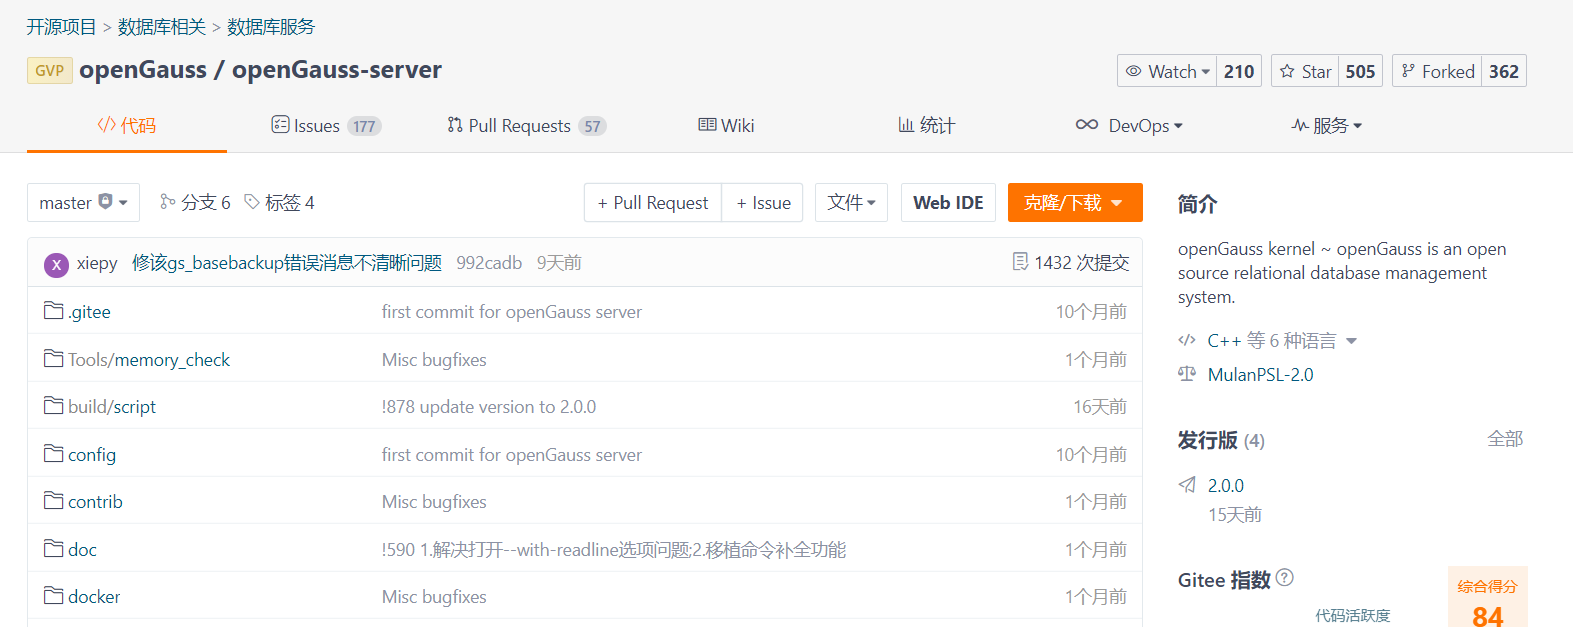 开源项目 > 数据库相关 > 数据库服务
GVP openGauss / openGauss-server
Watch 210 Star 505 Forked 362
代码 Issues 177 Pull Requests 57 Wiki 统计 DevOps 服务
master 分支 6 标签 4 + Pull Request + Issue 文件 Web IDE 克隆/下载
X xiepy 修该gs_basebackup错误消息不清晰问题 992cadb 9天前 1432 次提交
.gitee first commit for openGauss server 10个月前
Tools/memory_check Misc bugfixes 1个月前
build/script !878 update version to 2.0.0 16天前
config first commit for openGauss server 10个月前
contrib Misc bugfixes 1个月前
doc !590 1.解决打开--with-readline选项问题;2.移植命令补全功能 1个月前
docker Misc bugfixes 1个月前
简介
openGauss kernel ~ openGauss is an open
source relational database management
system.
C++ 等 6 种语言
MulanPSL-2.0
发行版 (4) 全部
2.0.0
15天前
Gitee 指数 ?
综合得分
84
代码活跃度